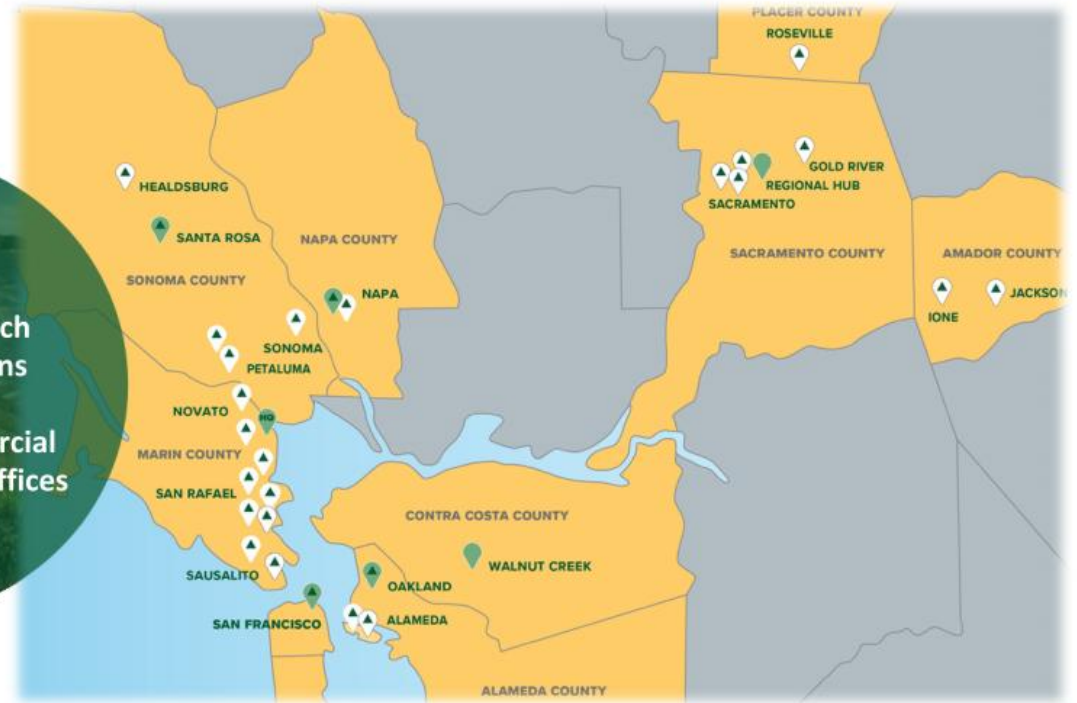 PLACER COUNTY
ROSEVILLE
GOLD RIVER
REGIONAL HUB
SACRAMENTO
HEALDSBURG
SANTA ROSA
NAPA COUNTY
SONOMA COUNTY
SACRAMENTO COUNTY
AMADOR COUNTY
NAPA
JACKSON
IONE
SONOMA
PETALUMA
NOVATO
HQ
MARIN COUNTY
SAN RAFAEL
CONTRA COSTA COUNTY
WALNUT CREEK
SAUSALITO
OAKLAND
SAN FRANCISCO
ALAMEDA
ALAMEDA COUNTY